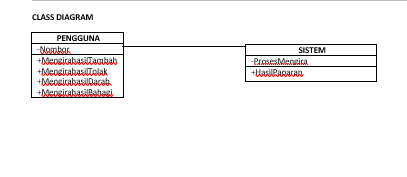 CLASS DIAGRAM
PENGGUNA
-Nombor
+MengirahasilTambah
+MengirahasilTolak
+MengirahasilDarab
+MengirahasilBahagi
SISTEM
-ProsesMengira
+HasilPaparan